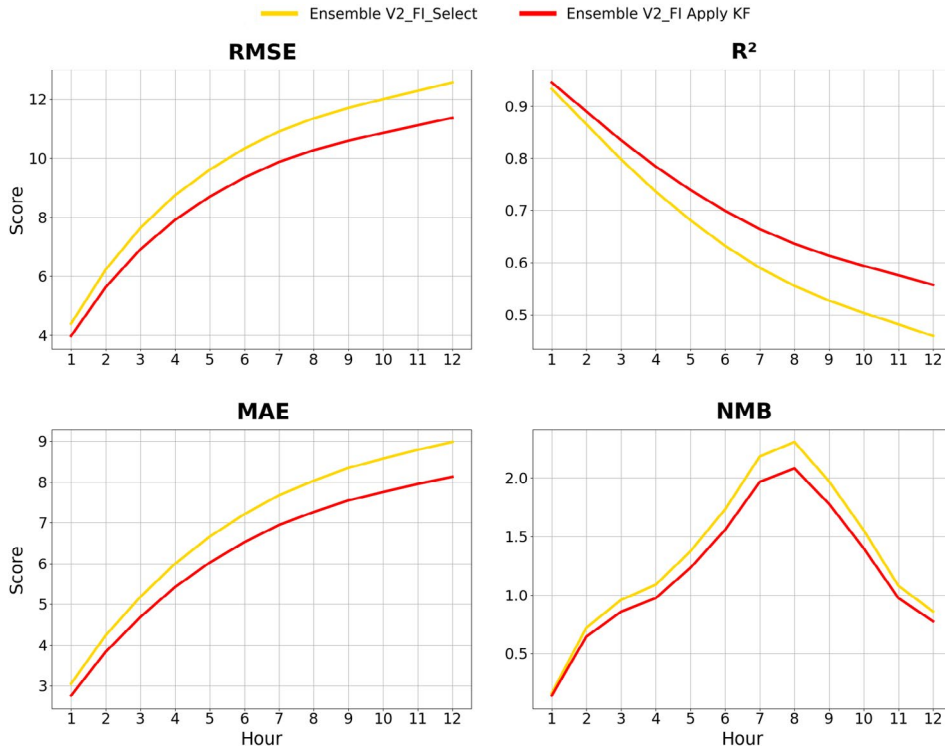 Ensemble V2_FI_Select Ensemble V2_FI Apply KF
RMSE
Score
12
10
8
6
4
1 2 3 4 5 6 7 8 9 10 11 12
R²
0.9
0.8
0.7
0.6
0.5
1 2 3 4 5 6 7 8 9 10 11 12
MAE
Score
9
8
7
6
5
4
3
1 2 3 4 5 6 7 8 9 10 11 12
Hour
NMB
2.0
1.5
1.0
0.5
1 2 3 4 5 6 7 8 9 10 11 12
Hour